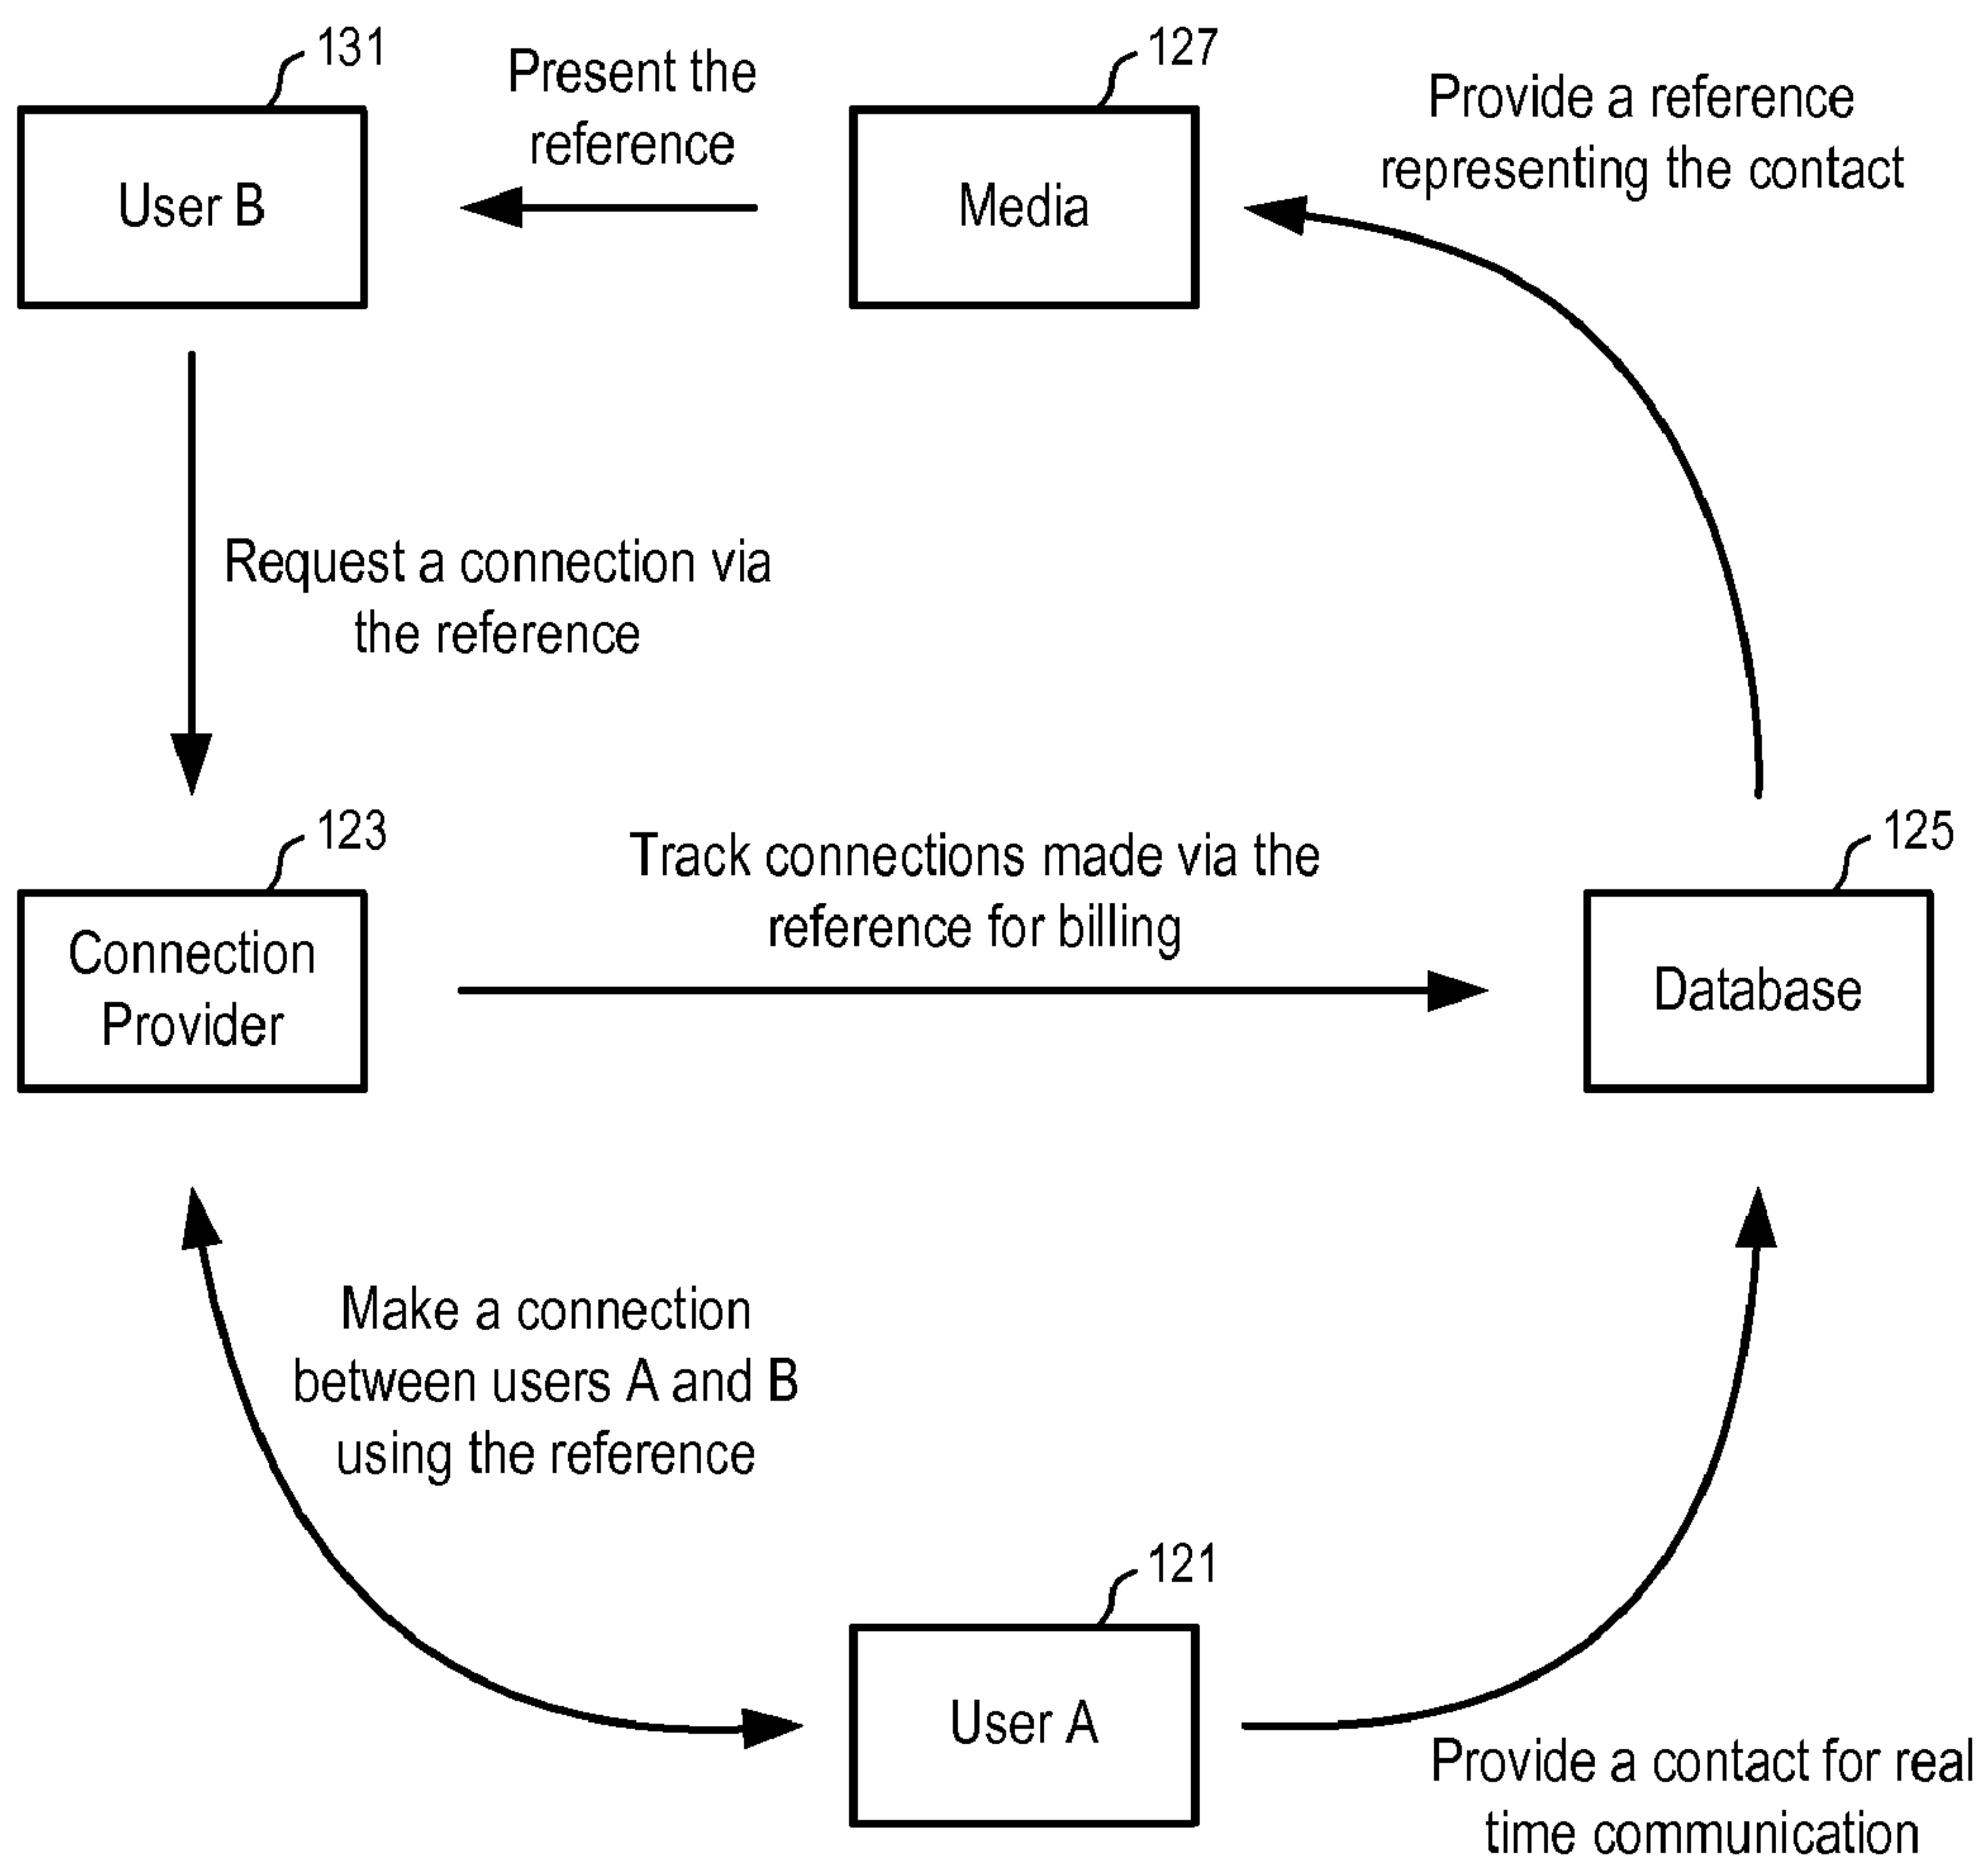 131
Present the
reference
127
Provide a reference
representing the contact
User B
Media
Request a connection via
the reference
123
Track connections made via the
reference for billing
125
Connection
Provider
Database
Make a connection
between users A and B
using the reference
121
User A
Provide a contact for real
time communication